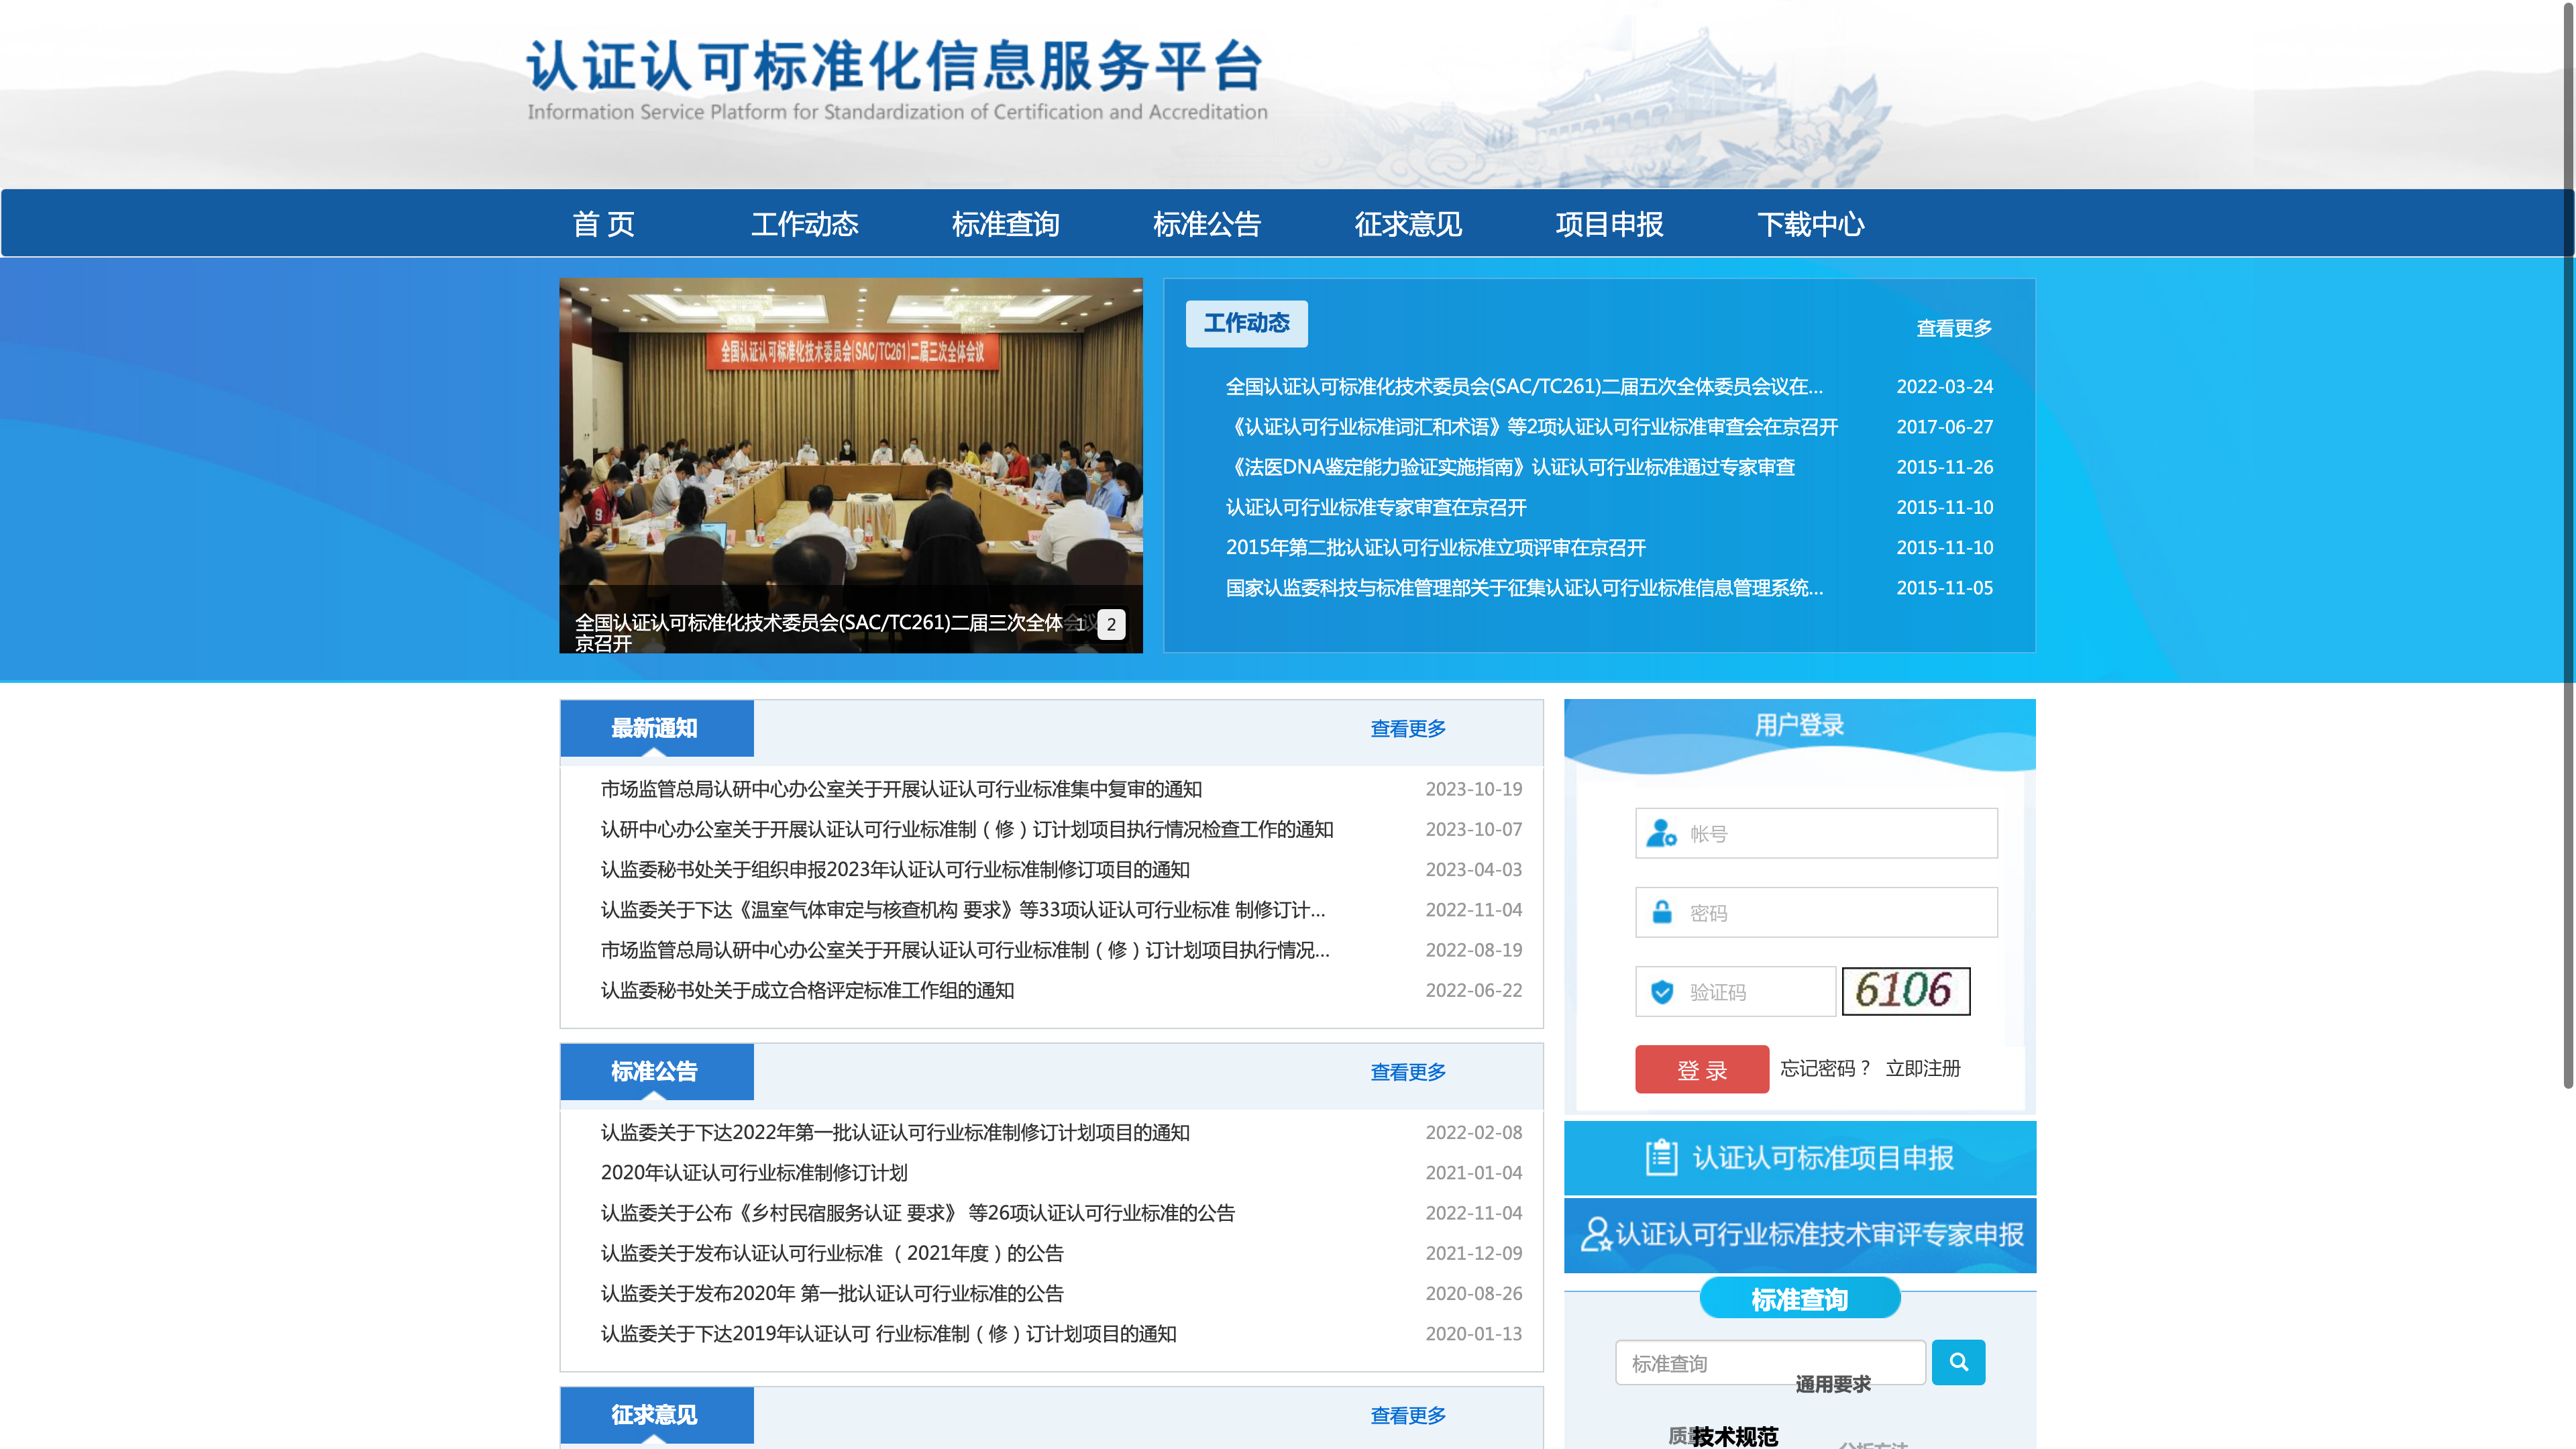 认证认可标准化信息服务平台
Information Service Platform for Standardization of Certification and Accreditation
首 页 工作动态 标准查询 标准公告 征求意见 项目申报 下载中心
全国认证认可标准化技术委员会(SAC/TC261)二届三次全体会议
全国认证认可标准化技术委员会(SAC/TC261)二届三次全体会议
京召开
1 2
工作动态 查看更多
全国认证认可标准化技术委员会(SAC/TC261)二届五次全体委员会议在... 2022-03-24
《认证认可行业标准词汇和术语》等2项认证认可行业标准审查会在京召开 2017-06-27
《法医DNA鉴定能力验证实施指南》认证认可行业标准通过专家审查 2015-11-26
认证认可行业标准专家审查在京召开 2015-11-10
2015年第二批认证认可行业标准立项评审在京召开 2015-11-10
国家认监委科技与标准管理部关于征集认证认可行业标准信息管理系统... 2015-11-05
最新通知 查看更多
市场监管总局认研中心办公室关于开展认证认可行业标准集中复审的通知 2023-10-19
认研中心办公室关于开展认证认可行业标准制（修）订计划项目执行情况检查工作的通知 2023-10-07
认监委秘书处关于组织申报2023年认证认可行业标准制修订项目的通知 2023-04-03
认监委关于下达《温室气体审定与核查机构 要求》等33项认证认可行业标准 制修订计... 2022-11-04
市场监管总局认研中心办公室关于开展认证认可行业标准制（修）订计划项目执行情况... 2022-08-19
认监委秘书处关于成立合格评定标准工作组的通知 2022-06-22
标准公告 查看更多
认监委关于下达2022年第一批认证认可行业标准制修订计划项目的通知 2022-02-08
2020年认证认可行业标准制修订计划 2021-01-04
认监委关于公布《乡村民宿服务认证 要求》 等26项认证认可行业标准的公告 2022-11-04
认监委关于发布认证认可行业标准 （2021年度）的公告 2021-12-09
认监委关于发布2020年 第一批认证认可行业标准的公告 2020-08-26
认监委关于下达2019年认证认可 行业标准制（修）订计划项目的通知 2020-01-13
征求意见 查看更多
用户登录
帐号
密码
验证码 6106
登 录 忘记密码？ 立即注册
认证认可标准项目申报
认证认可行业标准技术审评专家申报
标准查询
标准查询
通用要求
质量
技术规范
分析方法